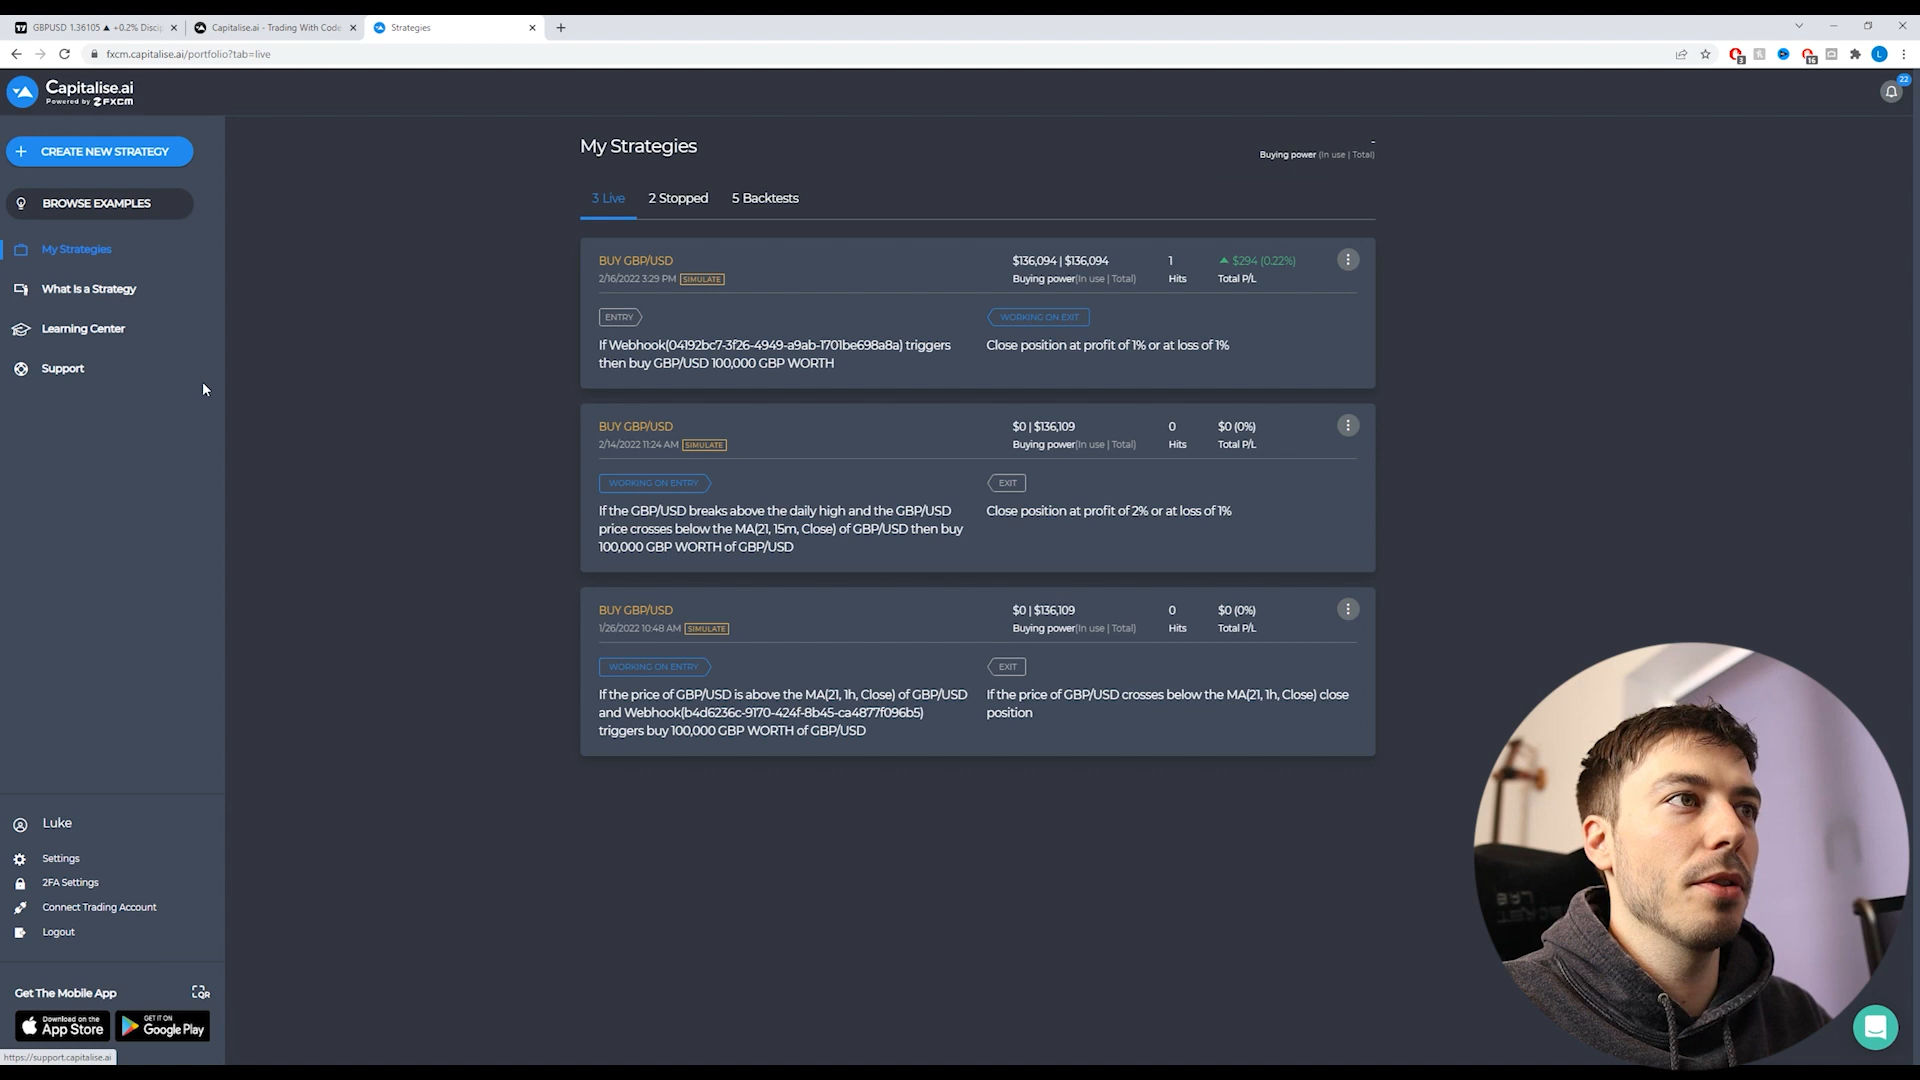 GBPUSD 1.36105 ▲ +0.2% Discip
Capitalise.ai - Trading With Code
Strategies
fxcm.capitalise.ai/portfolio?tab=live
3
16
L
Capitalise.ai
Powered by FXCM
22
CREATE NEW STRATEGY
BROWSE EXAMPLES
My Strategies
What Is a Strategy
Learning Center
Support
My Strategies
-
Buying power (In use | Total)
3 Live 2 Stopped 5 Backtests
BUY GBP/USD $136,094 | $136,094 1 ▲ $294 (0.22%)
2/16/2022 3:29 PM SIMULATE Buying power(In use | Total) Hits Total P/L
ENTRY WORKING ON EXIT
If Webhook(04192bc7-3f26-4949-a9ab-1701be698a8a) triggers Close position at profit of 1% or at loss of 1%
then buy GBP/USD 100,000 GBP WORTH
BUY GBP/USD $0 | $136,109 0 $0 (0%)
2/14/2022 11:24 AM SIMULATE Buying power(In use | Total) Hits Total P/L
WORKING ON ENTRY EXIT
If the GBP/USD breaks above the daily high and the GBP/USD Close position at profit of 2% or at loss of 1%
price crosses below the MA(21, 15m, Close) of GBP/USD then buy
100,000 GBP WORTH of GBP/USD
BUY GBP/USD $0 | $136,109 0 $0 (0%)
1/26/2022 10:48 AM SIMULATE Buying power(In use | Total) Hits Total P/L
WORKING ON ENTRY EXIT
If the price of GBP/USD is above the MA(21, 1h, Close) of GBP/USD If the price of GBP/USD crosses below the MA(21, 1h, Close) close
and Webhook(b4d6236c-9170-424f-8b45-ca4877f096b5) position
triggers buy 100,000 GBP WORTH of GBP/USD
Luke
Settings
2FA Settings
Connect Trading Account
Logout
Get The Mobile App QR
Download on the GET IT ON
App Store Google Play
https://support.capitalise.ai